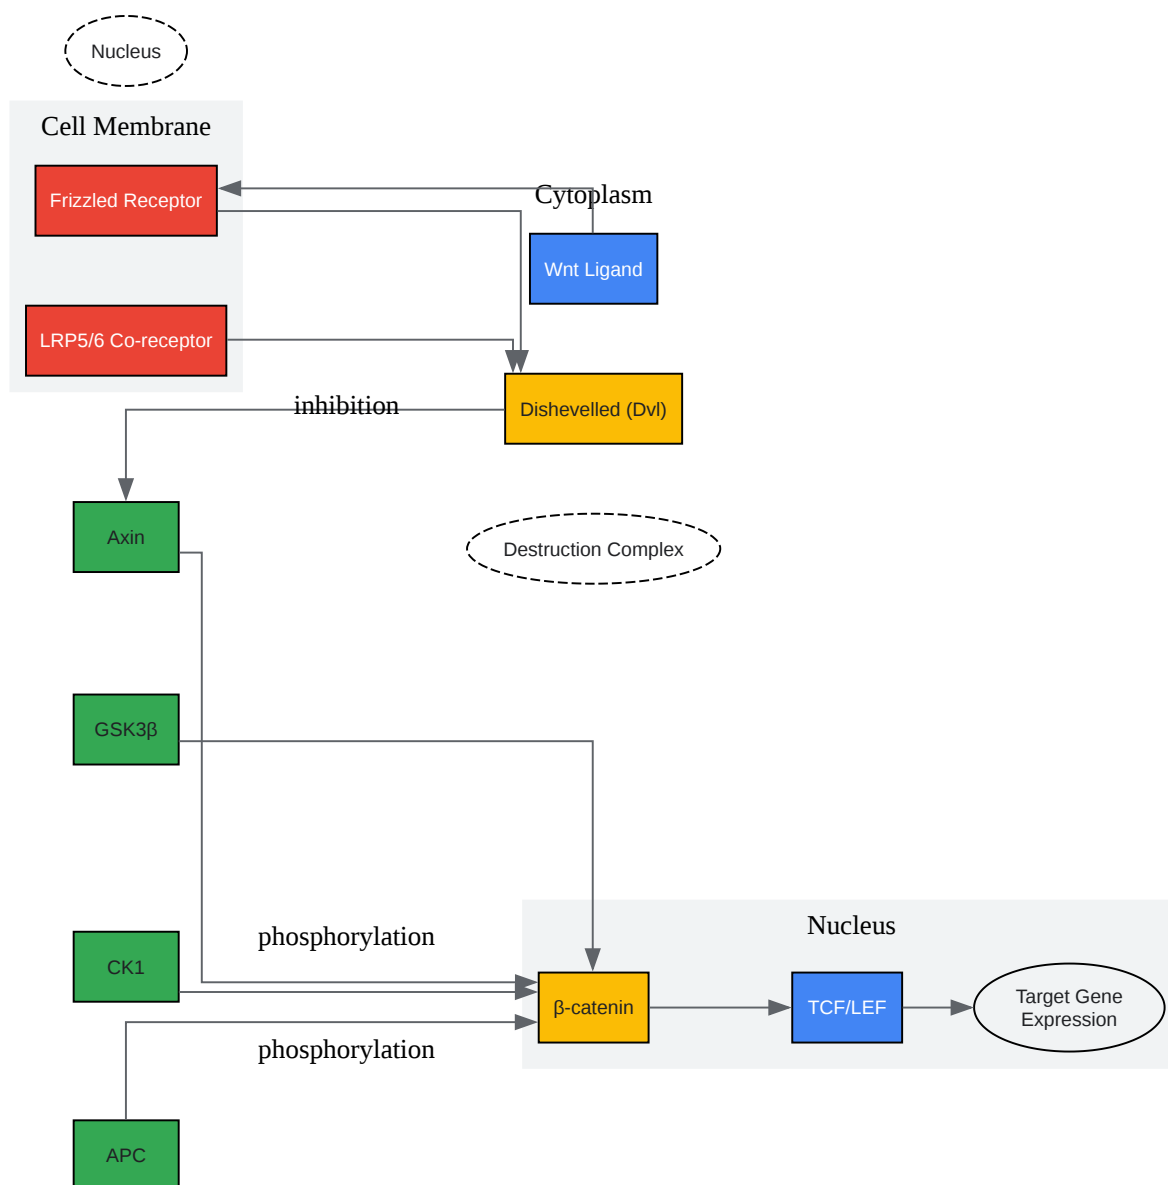 Nucleus
Cell Membrane
Frizzled Receptor
Cytoplasm
Wnt Ligand
LRP5/6 Co-receptor
inhibition
Dishevelled (Dvl)
Axin
Destruction Complex
GSK3β
phosphorylation
Nucleus
CK1
β-catenin
TCF/LEF
Target Gene
Expression
phosphorylation
APC